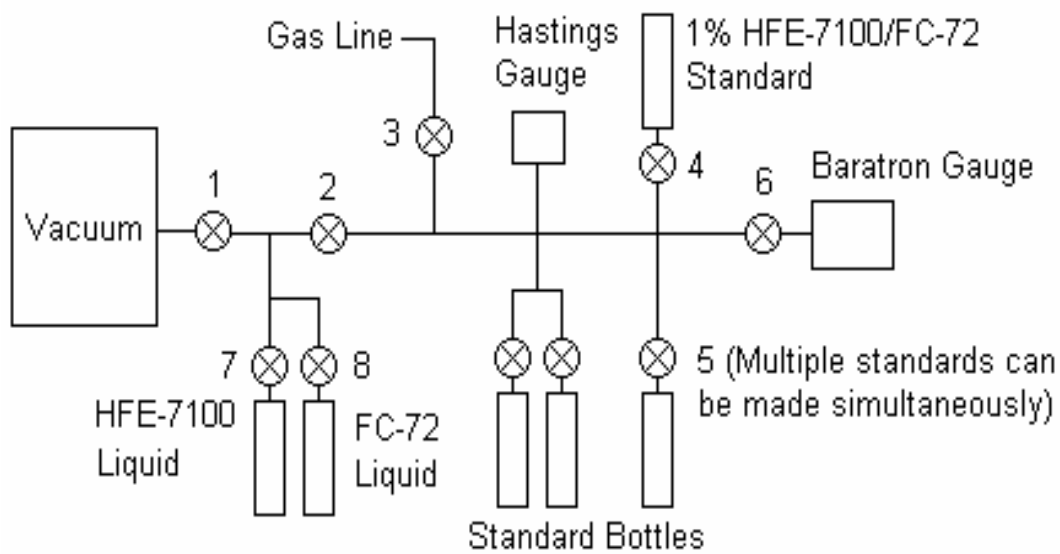 Gas Line
Hastings
Gauge
1% HFE-7100/FC-72
Standard
3
4
1
2
6
Baratron Gauge
Vacuum
7
8
5 (Multiple standards can
be made simultaneously)
HFE-7100
Liquid
FC-72
Liquid
Standard Bottles